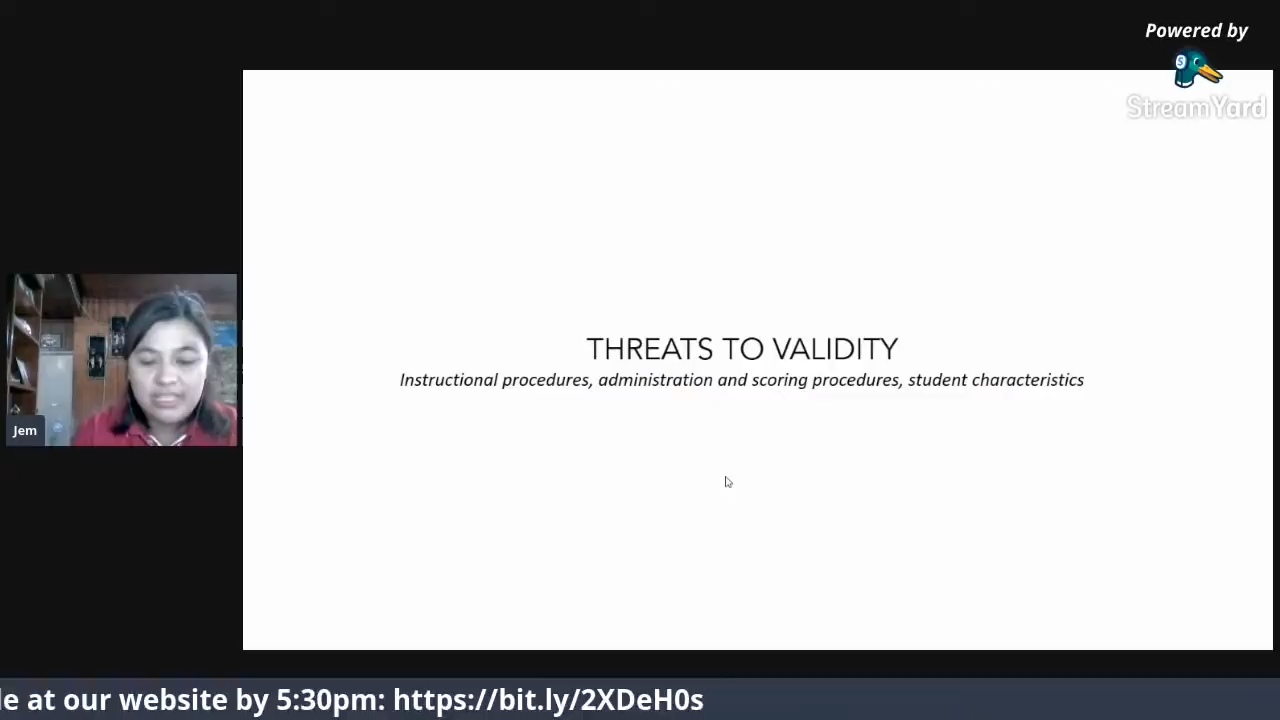 Powered by
StreamYard
THREATS TO VALIDITY
Instructional procedures, administration and scoring procedures, student characteristics
Jem
at our website by 5:30pm: https://bit.ly/2XDeH0s